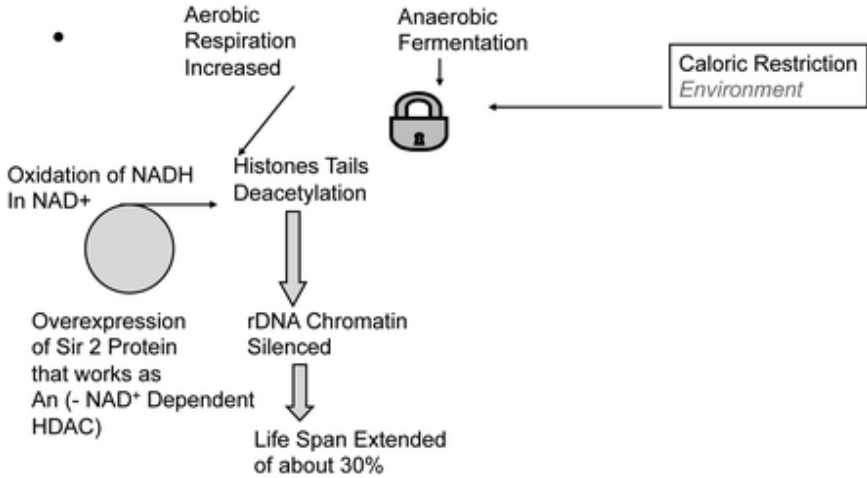 Aerobic
Respiration
Increased
Anaerobic
Fermentation
Caloric Restriction
Environment
Oxidation of NADH
In NAD+
Histones Tails
Deacetylation
Overexpression
of Sir 2 Protein
that works as
An (- NAD⁺ Dependent
HDAC)
rDNA Chromatin
Silenced
Life Span Extended
of about 30%